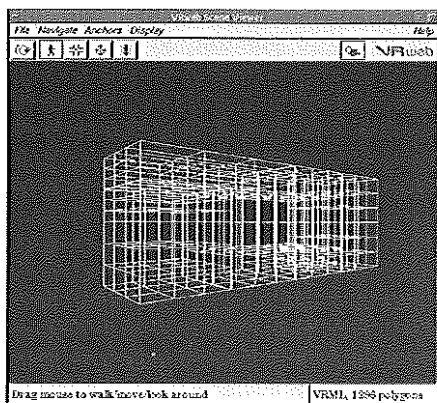 VRweb Scene Viewer
File Navigate Anchors Display Help
VRweb
Drag mouse to walk/move/look around VRML, 1296 polygons